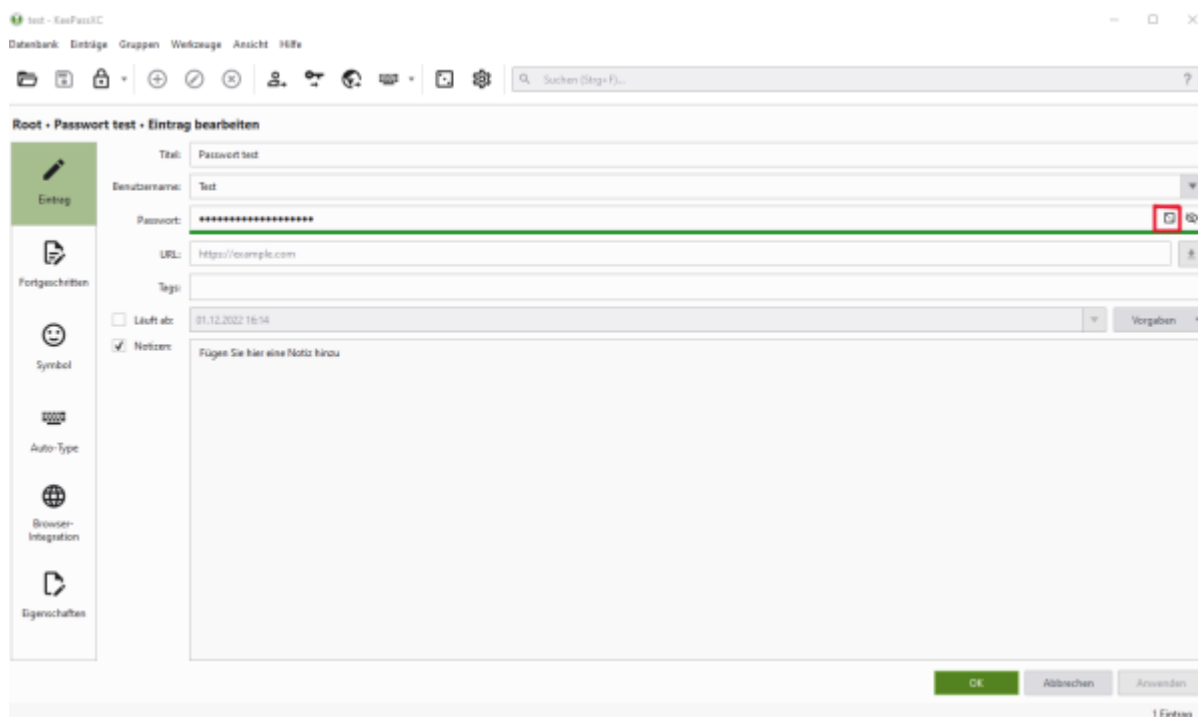 test - KeePassXC
Datenbank Einträge Gruppen Werkzeuge Ansicht Hilfe
Suchen (Strg+F)... ?
Root • Passwort test • Eintrag bearbeiten
Eintrag
Fortgeschritten
Symbol
Auto-Type
Browser-
Integration
Eigenschaften
Titel: Passwort test
Benutzername: Test
Passwort: ●●●●●●●●●●●●●●●●●●●
URL: https://example.com
Tags:
Läuft ab: 01.12.2022 16:14 Vorgaben
Notizen: Fügen Sie hier eine Notiz hinzu
OK Abbrechen Anwenden
1 Eintrag